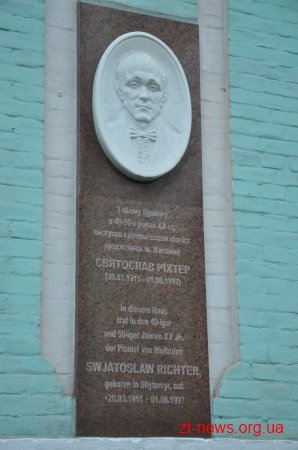 У цьому будинку
в 40-50-х роках XX ст.
виступав світової слави піаніст
уродженець м. Житомир
СВЯТОСЛАВ РІХТЕР
(20.03.1915 - 01.08.1997)
In diesem Haus
trat in den 40-iger
und 50-iger Jahren XX Jh.
der Pianist von Weltruhm
SWJATOSLAW RICHTER,
geboren in Shytomyr, auf.
*20.03.1915 - 01.08.1997
zt-news.org.ua